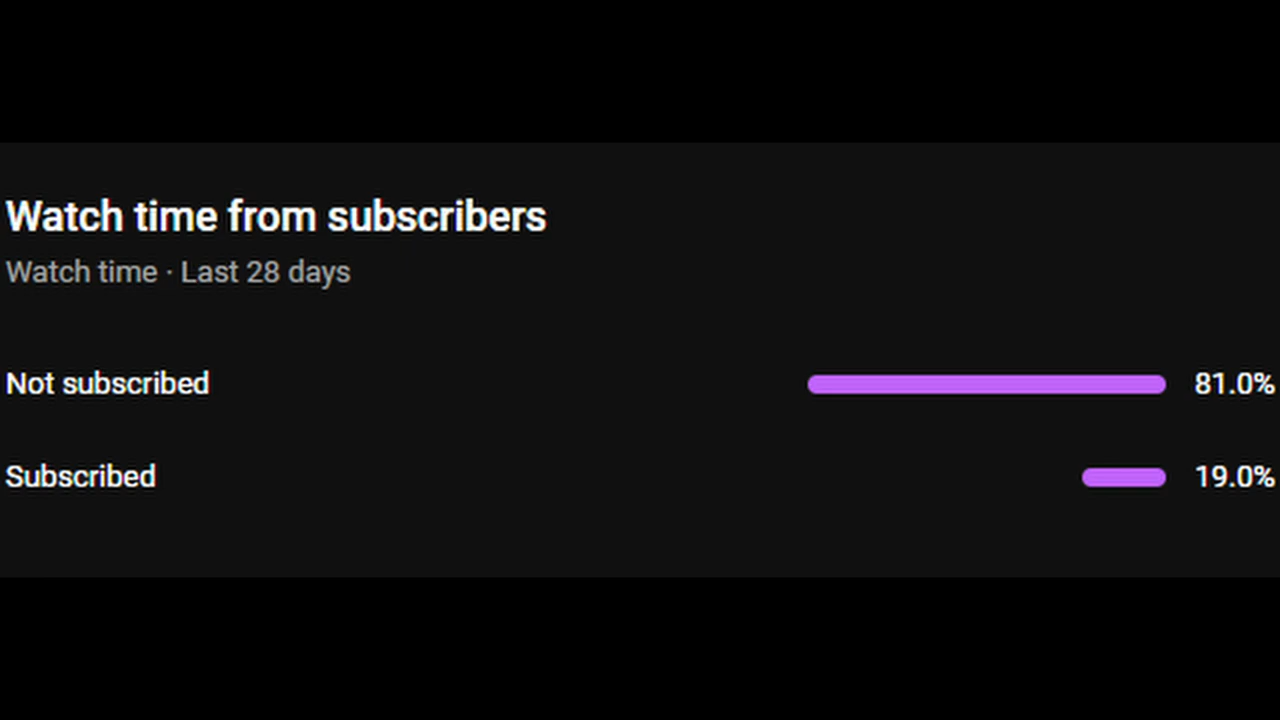 Watch time from subscribers
Watch time · Last 28 days
Not subscribed 81.0%
Subscribed 19.0%